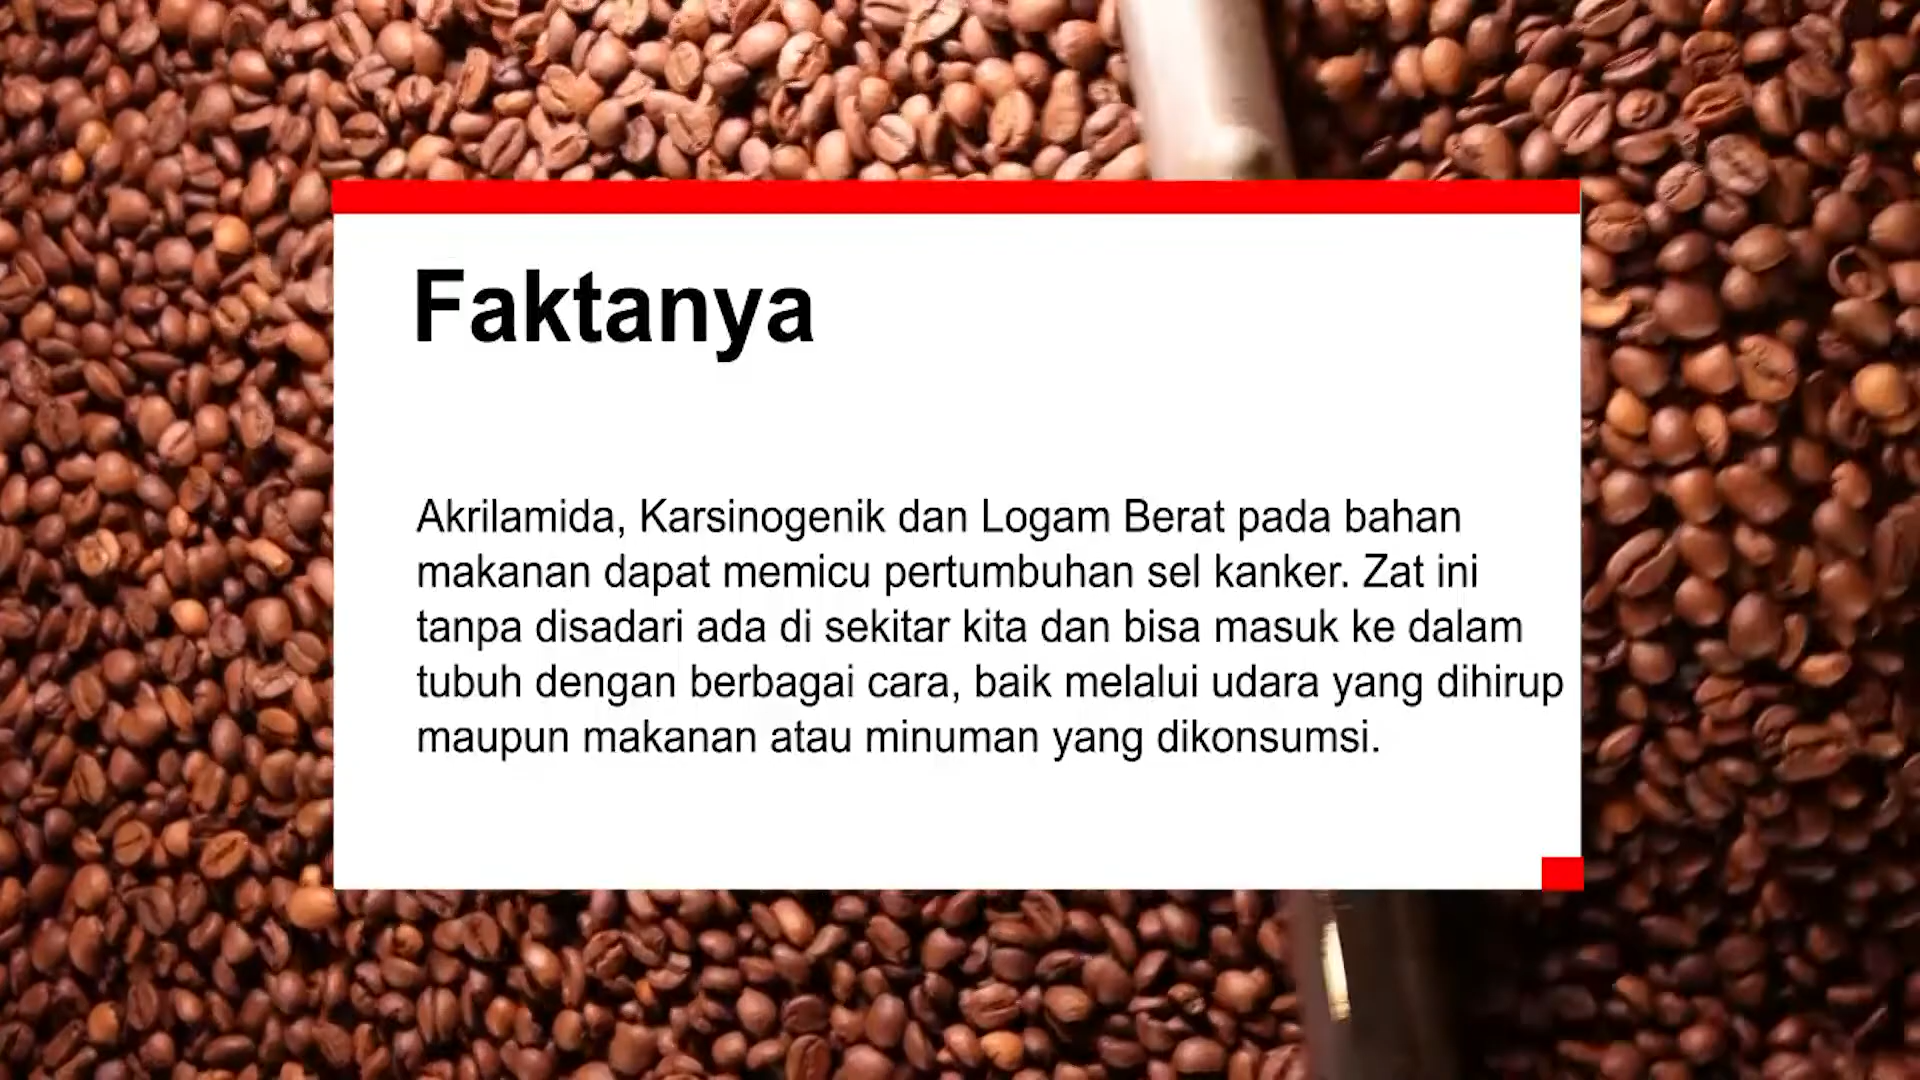 Faktanya
Akrilamida, Karsinogenik dan Logam Berat pada bahan
makanan dapat memicu pertumbuhan sel kanker. Zat ini
tanpa disadari ada di sekitar kita dan bisa masuk ke dalam
tubuh dengan berbagai cara, baik melalui udara yang dihirup
maupun makanan atau minuman yang dikonsumsi.